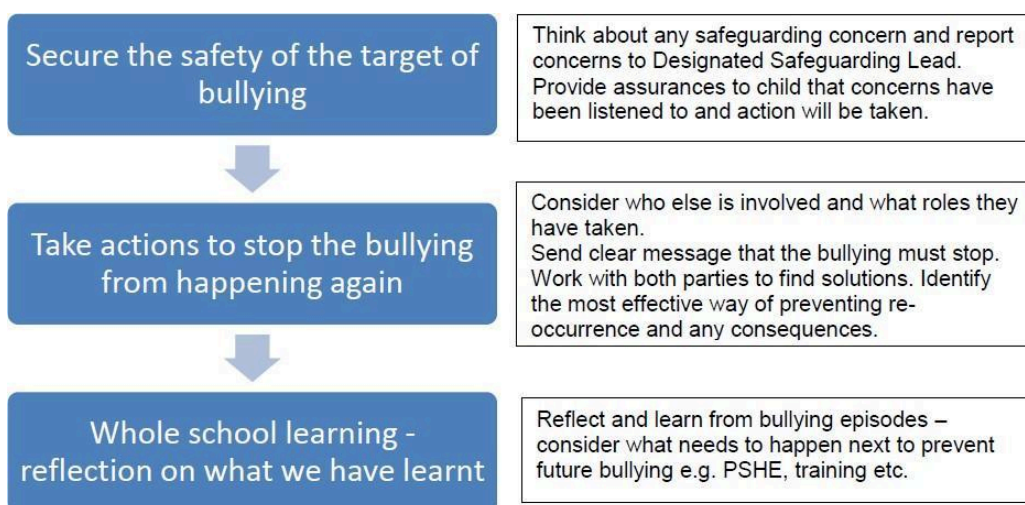 Secure the safety of the target of
bullying
Think about any safeguarding concern and report
concerns to Designated Safeguarding Lead.
Provide assurances to child that concerns have
been listened to and action will be taken.
Take actions to stop the bullying
from happening again
Consider who else is involved and what roles they
have taken.
Send clear message that the bullying must stop.
Work with both parties to find solutions. Identify
the most effective way of preventing re-
occurrence and any consequences.
Whole school learning -
reflection on what we have learnt
Reflect and learn from bullying episodes –
consider what needs to happen next to prevent
future bullying e.g. PSHE, training etc.